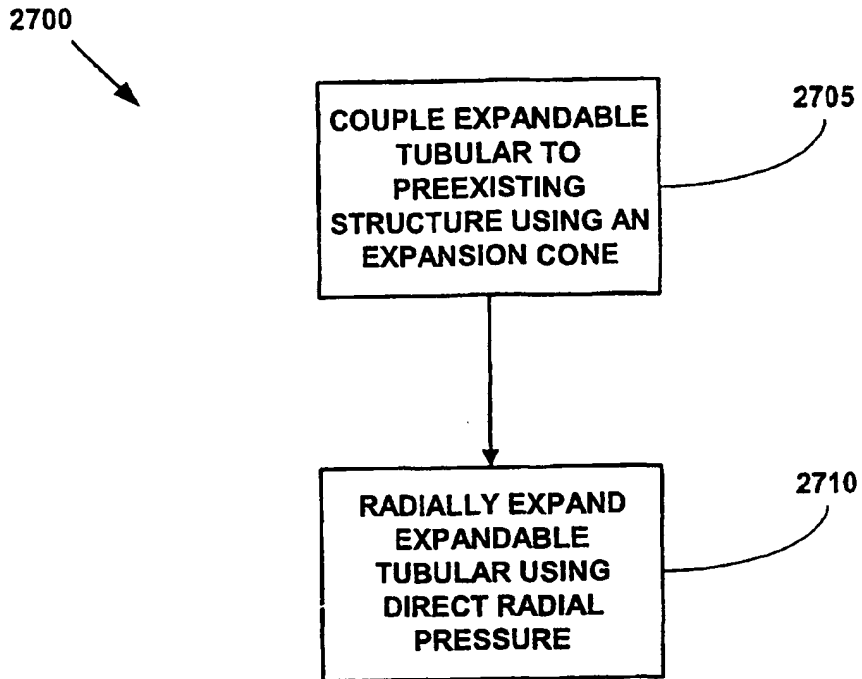 2700
2705
COUPLE EXPANDABLE
TUBULAR TO
PREEXISTING
STRUCTURE USING AN
EXPANSION CONE
2710
RADIALLY EXPAND
EXPANDABLE
TUBULAR USING
DIRECT RADIAL
PRESSURE